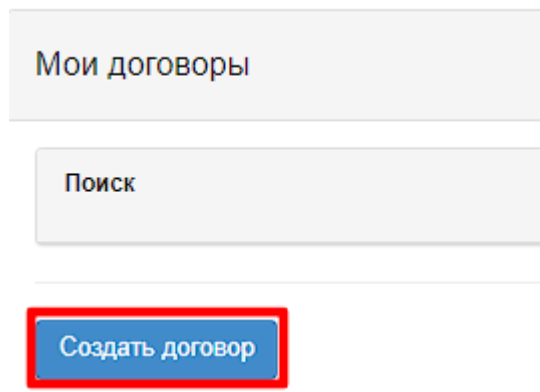 Мои договоры
Поиск
Создать договор